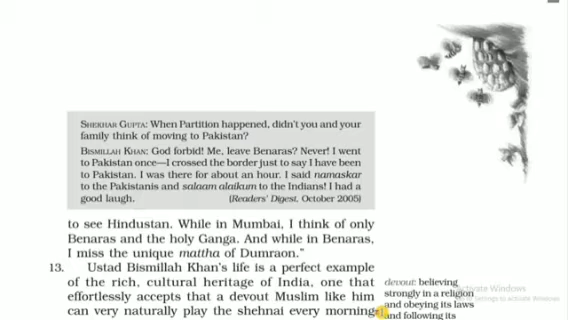 SHEKHAR GUPTA: When Partition happened, didn't you and your
family think of moving to Pakistan?
BISMILLAH KHAN: God forbid! Me, leave Benaras? Never! I went
to Pakistan once—I crossed the border just to say I have been
to Pakistan. I was there for about an hour. I said namaskar
to the Pakistanis and salaam alaikum to the Indians! I had a
good laugh. (Readers' Digest, October 2005)
to see Hindustan. While in Mumbai, I think of only
Benaras and the holy Ganga. And while in Benaras,
I miss the unique mattha of Dumraon."
13. Ustad Bismillah Khan's life is a perfect example
of the rich, cultural heritage of India, one that
effortlessly accepts that a devout Muslim like him
can very naturally play the shehnai every morning
devout: believing
strongly in a religion
and obeying its laws
and following its
Activate Windows
Settings to activate Windows